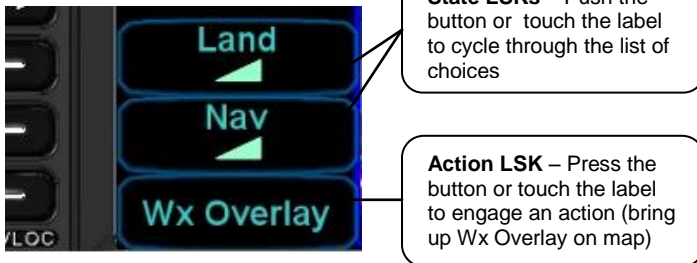 Land
Nav
Wx Overlay
VLOC
State LSKs – Push the
button or touch the label
to cycle through the list of
choices
Action LSK – Press the
button or touch the label
to engage an action (bring
up Wx Overlay on map)